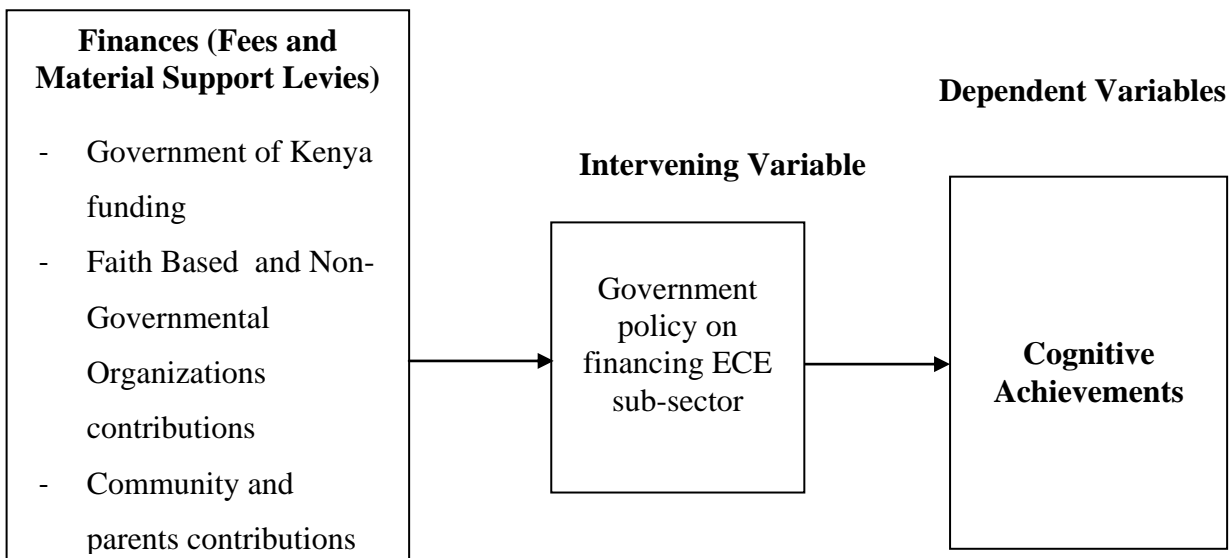 Finances (Fees and
Material Support Levies)
- Government of Kenya
funding
- Faith Based and Non-
Governmental
Organizations
contributions
- Community and
parents contributions
Intervening Variable
Government
policy on
financing ECE
sub-sector
Dependent Variables
Cognitive
Achievements